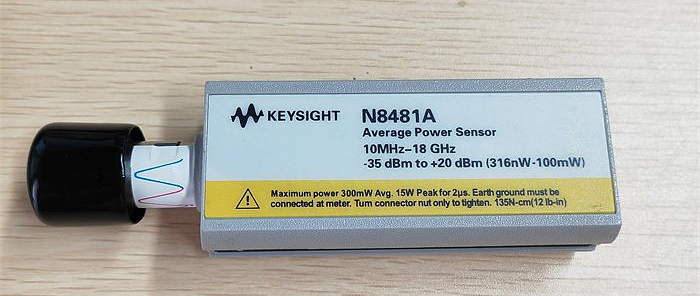 KEYSIGHT
N8481A
Average Power Sensor
10MHz–18 GHz
-35 dBm to +20 dBm (316nW-100mW)
Maximum power 300mW Avg. 15W Peak for 2µs. Earth ground must be
connected at meter. Turn connector nut only to tighten. 135N-cm(12 lb-in)